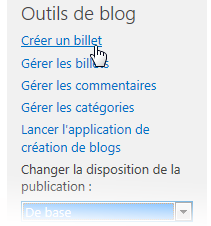 Outils de blog
Créer un billet
Gérer les billets
Gérer les commentaires
Gérer les catégories
Lancer l'application de
création de blogs
Changer la disposition de la
publication :
De base